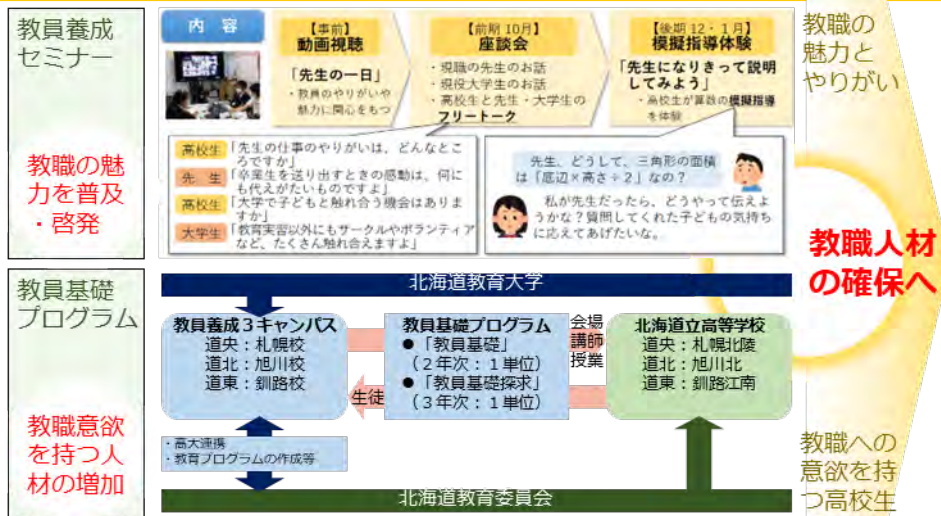 教員養成
セミナー
教職の魅
力を普及
・啓発
内　容
【事前】
動画視聴
「先生の一日」
・教員のやりがいや
魅力に関心をもつ
【前期 10月】
座談会
・現職の先生のお話
・現役大学生のお話
・高校生と先生・大学生の
フリートーク
【後期 12・1月】
模擬指導体験
「先生になりきって説明
してみよう」
・高校生が算数の模擬指導
を体験
高校生「先生の仕事のやりがいは、どんなとこ
ろですか」
先　生「卒業生を送り出すときの感動は、何に
も代えがたいものですよ」
高校生「大学で子どもと触れ合う機会はありま
すか」
大学生「教育実習以外にもサークルやボランティア
など、たくさん触れ合えますよ」
先生、どうして、三角形の面積
は「底辺×高さ÷2」なの？
私が先生だったら、どうやって伝えよ
うかな？質問してくれた子どもの気持ち
に応えてあげたいな。
教職の
魅力と
やりがい
教職人材
の確保へ
教員基礎
プログラム
教職意欲
を持つ人
材の増加
北海道教育大学
教員養成３キャンパス
道央：札幌校
道北：旭川校
道東：釧路校
教員基礎プログラム
●「教員基礎」
（２年次：１単位）
●「教員基礎探求」
（３年次：１単位）
会場
講師
授業
生徒
北海道立高等学校
道央：札幌北陵
道北：旭川北
道東：釧路江南
・高大連携
・教育プログラムの作成等
北海道教育委員会
教職への
意欲を持
つ高校生